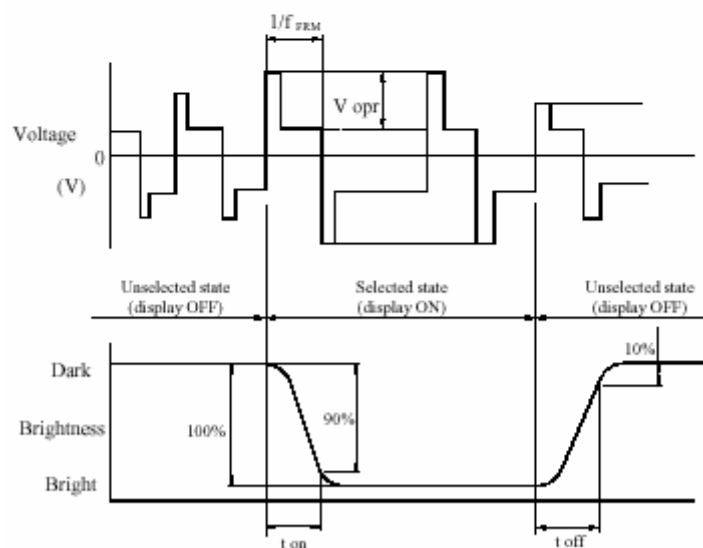 1/f FRM
V opr
Voltage
0
(V)
Unselected state
(display OFF)
Selected state
(display ON)
Unselected state
(display OFF)
Dark
10%
90%
100%
Brightness
Bright
t on
t off